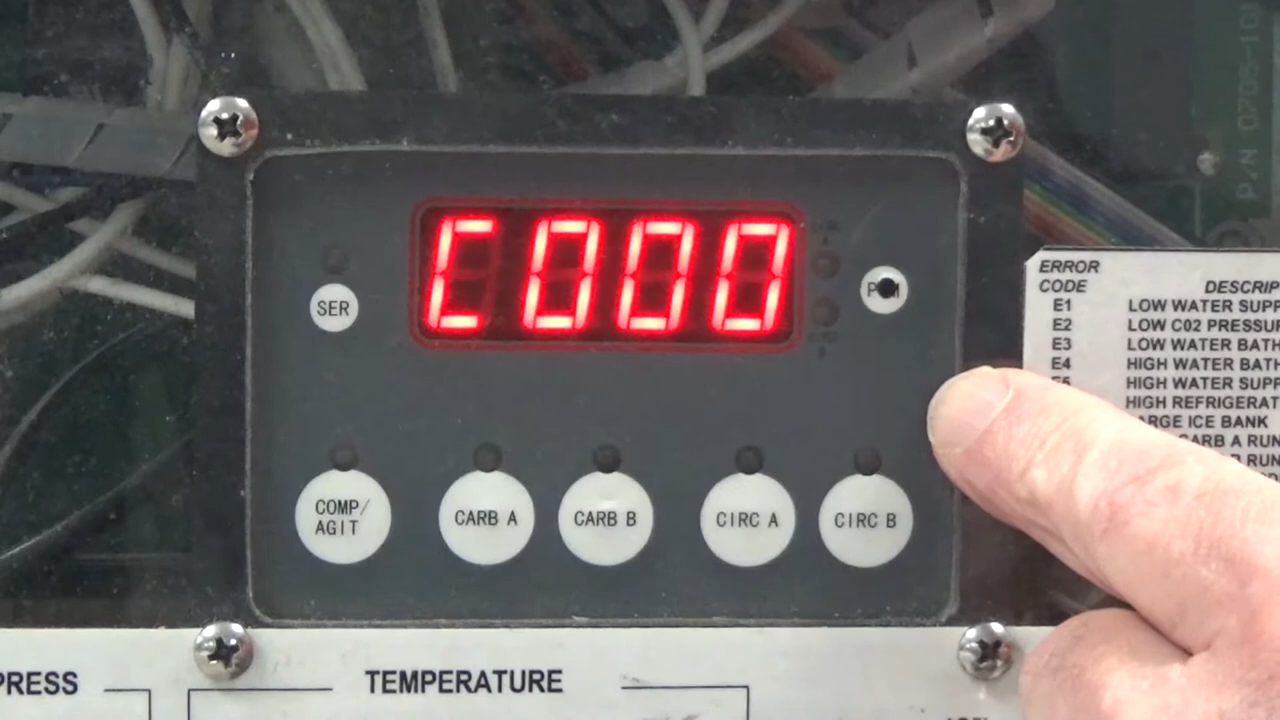 P/N 0705-101
C000
SER
ERROR
CODE
DESCRIP
E1 LOW WATER SUPP
E2 LOW C02 PRESSUR
E3 LOW WATER BATH
E4 HIGH WATER BATH
E5 HIGH WATER SUPP
HIGH REFRIGERAT
ARGE ICE BANK
CARB A RUN
RUN
COMP/
AGIT
CARB A
CARB B
CIRC A
CIRC B
PRESS
TEMPERATURE